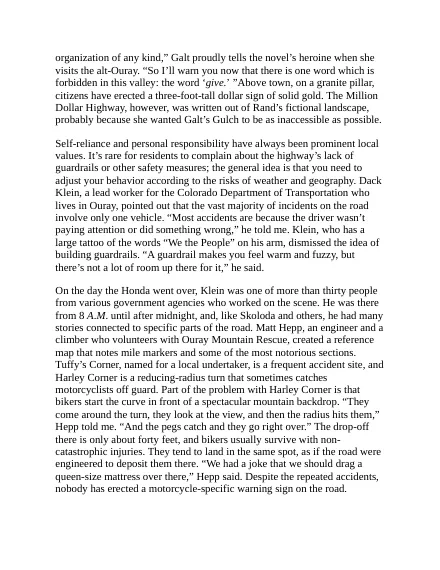 organization of any kind,” Galt proudly tells the novel’s heroine when she
visits the alt-Ouray. “So I’ll warn you now that there is one word which is
forbidden in this valley: the word ‘give.’ ”Above town, on a granite pillar,
citizens have erected a three-foot-tall dollar sign of solid gold. The Million
Dollar Highway, however, was written out of Rand’s fictional landscape,
probably because she wanted Galt’s Gulch to be as inaccessible as possible.
Self-reliance and personal responsibility have always been prominent local
values. It’s rare for residents to complain about the highway’s lack of
guardrails or other safety measures; the general idea is that you need to
adjust your behavior according to the risks of weather and geography. Dack
Klein, a lead worker for the Colorado Department of Transportation who
lives in Ouray, pointed out that the vast majority of incidents on the road
involve only one vehicle. “Most accidents are because the driver wasn’t
paying attention or did something wrong,” he told me. Klein, who has a
large tattoo of the words “We the People” on his arm, dismissed the idea of
building guardrails. “A guardrail makes you feel warm and fuzzy, but
there’s not a lot of room up there for it,” he said.
On the day the Honda went over, Klein was one of more than thirty people
from various government agencies who worked on the scene. He was there
from 8 A.M. until after midnight, and, like Skoloda and others, he had many
stories connected to specific parts of the road. Matt Hepp, an engineer and a
climber who volunteers with Ouray Mountain Rescue, created a reference
map that notes mile markers and some of the most notorious sections.
Tuffy’s Corner, named for a local undertaker, is a frequent accident site, and
Harley Corner is a reducing-radius turn that sometimes catches
motorcyclists off guard. Part of the problem with Harley Corner is that
bikers start the curve in front of a spectacular mountain backdrop. “They
come around the turn, they look at the view, and then the radius hits them,”
Hepp told me. “And the pegs catch and they go right over.” The drop-off
there is only about forty feet, and bikers usually survive with non-
catastrophic injuries. They tend to land in the same spot, as if the road were
engineered to deposit them there. “We had a joke that we should drag a
queen-size mattress over there,” Hepp said. Despite the repeated accidents,
nobody has erected a motorcycle-specific warning sign on the road.